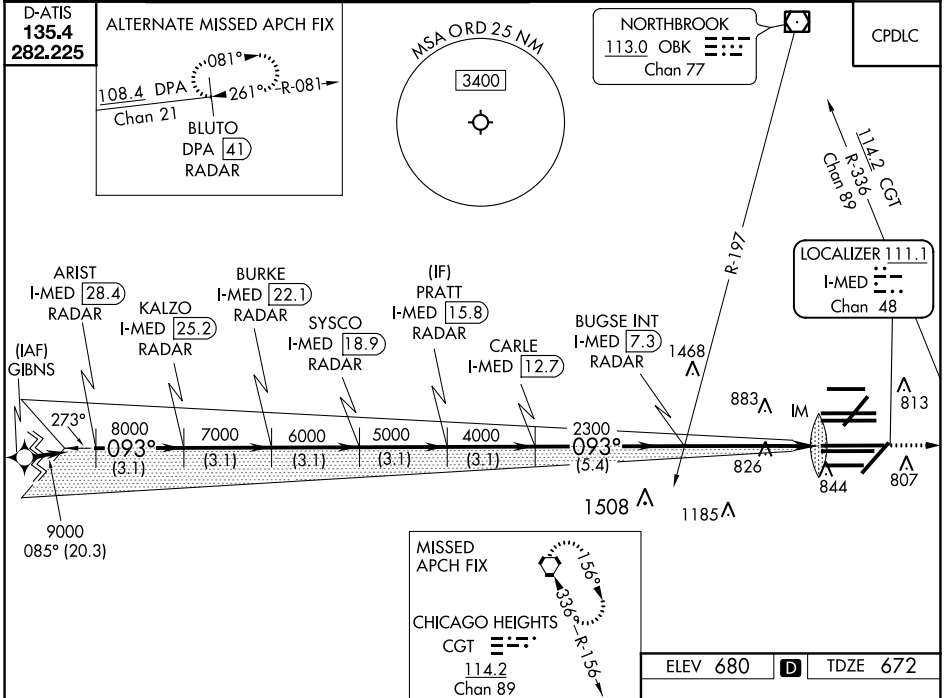 D-ATIS
135.4
282.225
ALTERNATE MISSED APCH FIX
081°
108.4 DPA
261°
R-081
Chan 21
BLUTO
DPA 41
RADAR
MSA ORD 25 NM
3400
NORTHBROOK
113.0 OBK
Chan 77
CPDLC
114.2 CGT
R-336
Chan 89
R-197
LOCALIZER 111.1
I-MED
Chan 48
ARIST
I-MED 28.4
RADAR
KALZO
I-MED 25.2
RADAR
BURKE
I-MED 22.1
RADAR
SYSCO
I-MED 18.9
RADAR
(IF)
PRATT
I-MED 15.8
RADAR
CARLE
I-MED 12.7
BUGSE INT
I-MED 7.3
RADAR
1468
(IAF)
GIBNS
273°
8000
093°
(3.1)
7000
(3.1)
6000
(3.1)
5000
(3.1)
4000
(3.1)
2300
093°
(5.4)
883
IM
813
826
844
807
1508
1185
9000
085° (20.3)
MISSED
APCH FIX
156°
336°
R-156
CHICAGO HEIGHTS
CGT
114.2
Chan 89
ELEV 680
D
TDZE 672